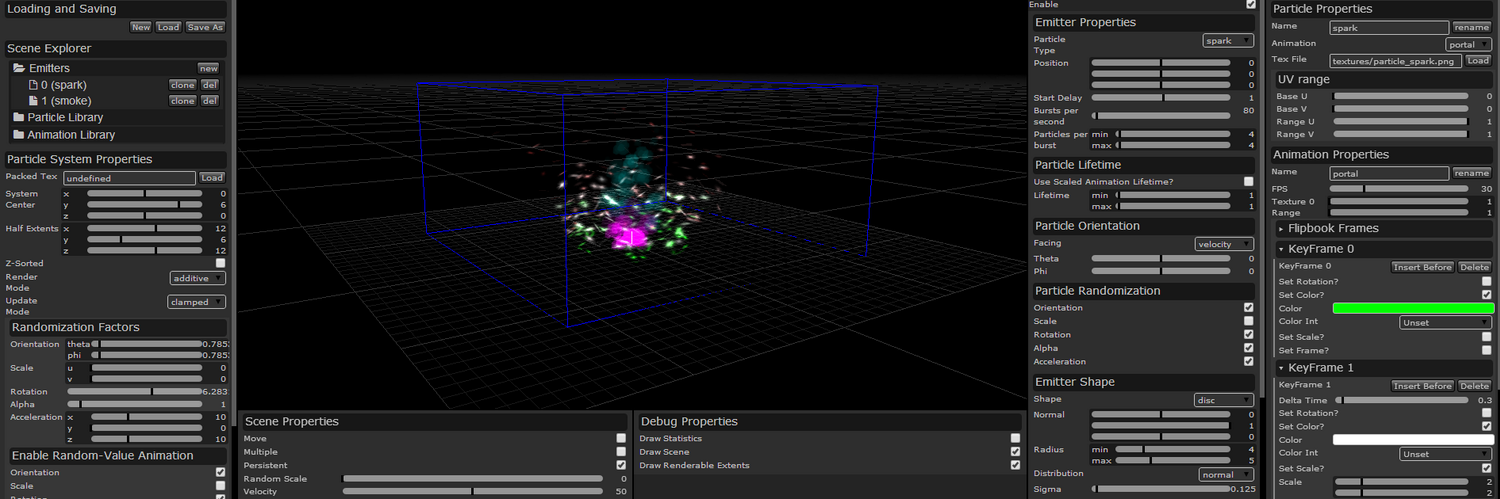 Loading and Saving
New Load Save As
Scene Explorer
Emitters new
0 (spark) clone del
1 (smoke) clone del
Particle Library
Animation Library
Particle System Properties
Packed Tex undefined Load
System Center
x 0
y 6
z 0
Half Extents
x 12
y 6
z 12
Z-Sorted
Render Mode additive
Update Mode clamped
Randomization Factors
Orientation
theta 0.785
phi 0.785
Scale
u 0
v 0
Rotation 6.283
Alpha 1
Acceleration
x 10
y 0
z 10
Enable Random-Value Animation
Orientation
Scale
Rotation
Scene Properties
Move
Multiple
Persistent
Random Scale 0
Velocity 50
Debug Properties
Draw Statistics
Draw Scene
Draw Renderable Extents
Enable
Emitter Properties
Particle Type spark
Position 0
0
0
Start Delay 1
Bursts per second 80
Particles per burst
min 4
max 4
Particle Lifetime
Use Scaled Animation Lifetime?
Lifetime
min 1
max 1
Particle Orientation
Facing velocity
Theta 0
Phi 0
Particle Randomization
Orientation
Scale
Rotation
Alpha
Acceleration
Emitter Shape
Shape disc
Normal 0
1
0
Radius
min 4
max 5
Distribution normal
Sigma 0.125
Particle Properties
Name spark rename
Animation portal
Tex File textures/particle_spark.png Load
UV range
Base U 0
Base V 0
Range U 1
Range V 1
Animation Properties
Name portal rename
FPS 30
Texture 0 1
Range 1
Flipbook Frames
KeyFrame 0
KeyFrame 0 Insert Before Delete
Set Rotation?
Set Color?
Color
Color Int Unset
Set Scale?
Set Frame?
KeyFrame 1
KeyFrame 1 Insert Before Delete
Delta Time 0.3
Set Rotation?
Set Color?
Color
Color Int Unset
Set Scale?
Scale 2
2